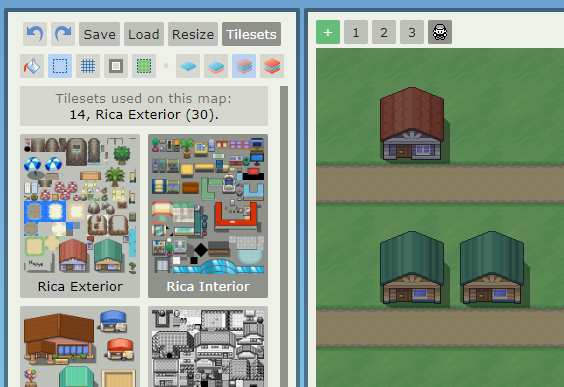 Save Load Resize Tilesets
+ 1 2 3
Tilesets used on this map:
14, Rica Exterior (30).
House
Rica Exterior
Rica Interior